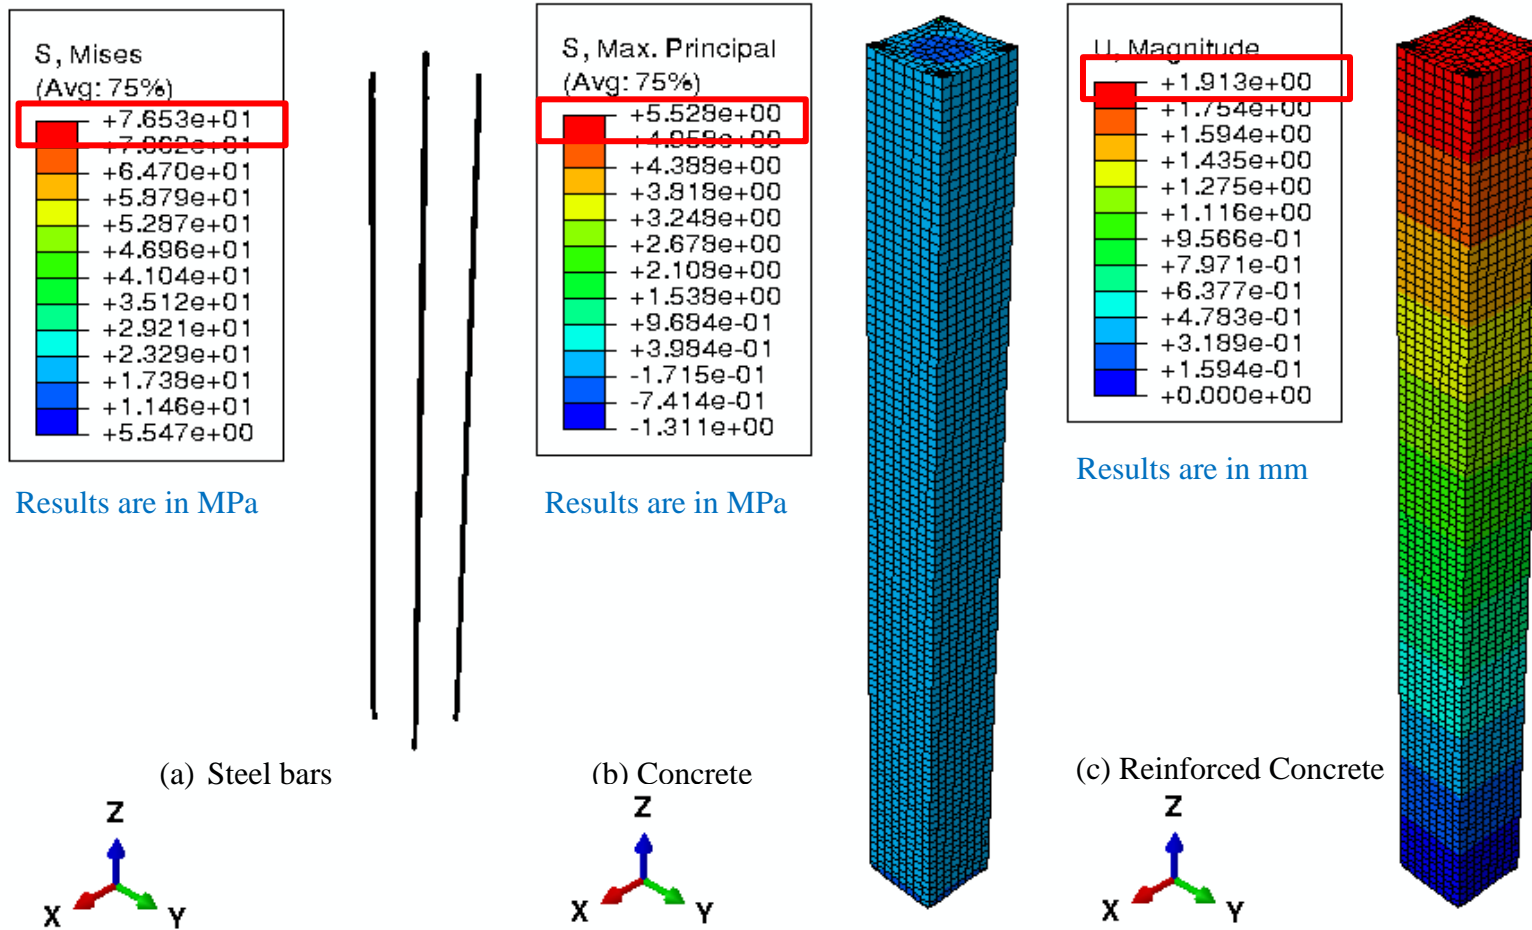 S, Mises
(Avg: 75%)
+7.653e+01
+7.062e+01
+6.470e+01
+5.879e+01
+5.287e+01
+4.696e+01
+4.104e+01
+3.512e+01
+2.921e+01
+2.329e+01
+1.738e+01
+1.146e+01
+5.547e+00
Results are in MPa
(a) Steel bars
Z
X
Y
S, Max. Principal
(Avg: 75%)
+5.528e+00
+4.958e+00
+4.388e+00
+3.818e+00
+3.248e+00
+2.678e+00
+2.108e+00
+1.538e+00
+9.684e-01
+3.984e-01
-1.715e-01
-7.414e-01
-1.311e+00
Results are in MPa
(b) Concrete
Z
X
Y
U, Magnitude
+1.913e+00
+1.754e+00
+1.594e+00
+1.435e+00
+1.275e+00
+1.116e+00
+9.566e-01
+7.971e-01
+6.377e-01
+4.783e-01
+3.189e-01
+1.594e-01
+0.000e+00
Results are in mm
(c) Reinforced Concrete
Z
X
Y